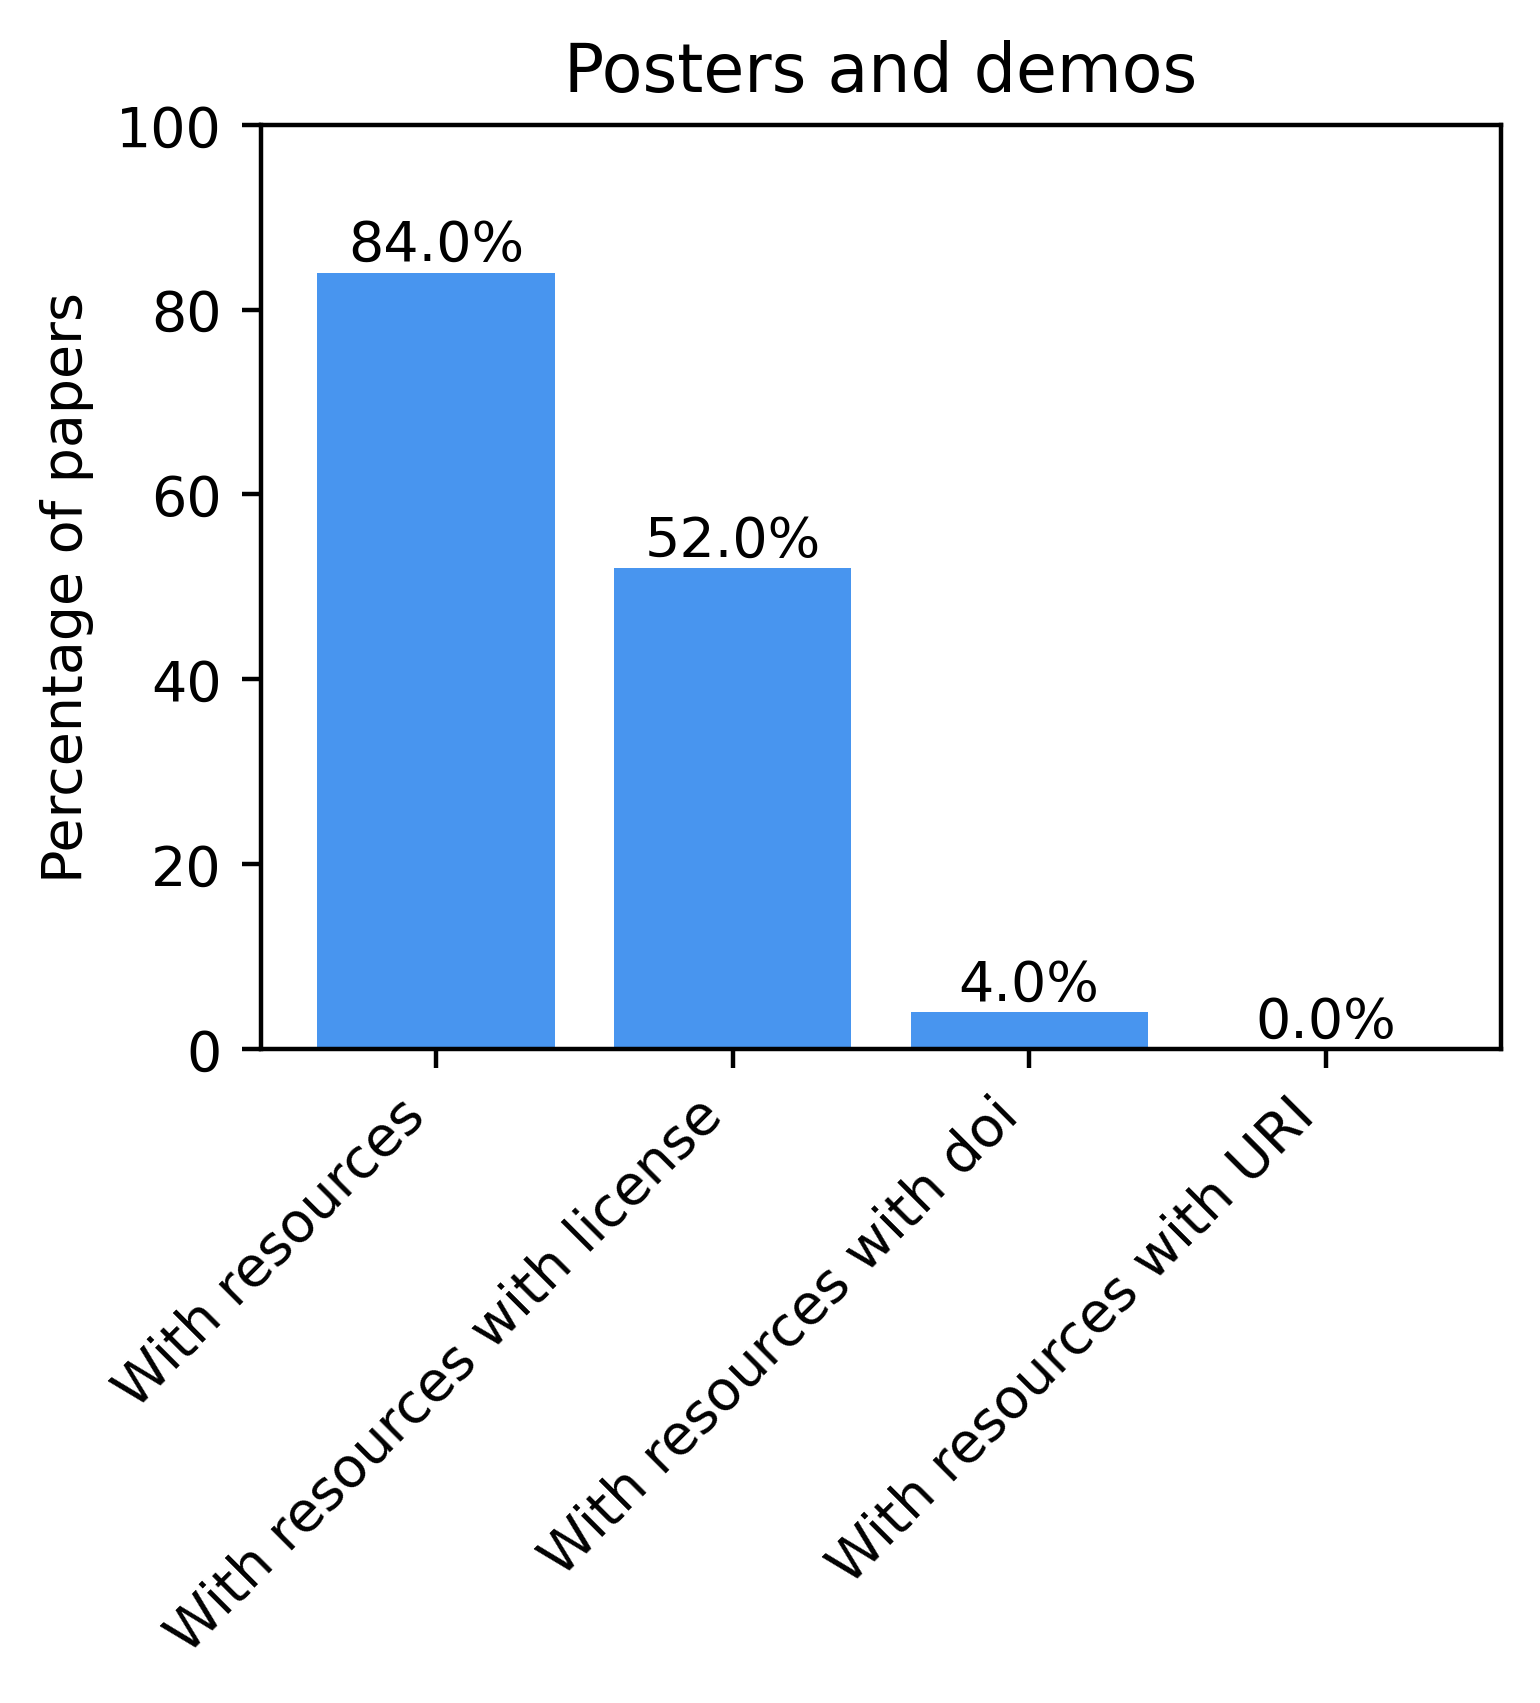 Posters and demos
Percentage of papers
100
80
60
40
20
0
84.0%
52.0%
4.0%
0.0%
With resources
With resources with license
With resources with doi
With resources with URI